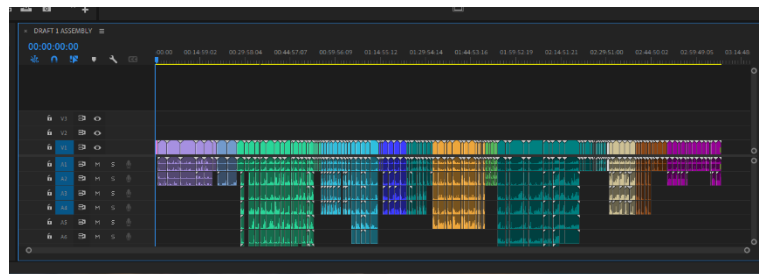 × DRAFT 1 ASSEMBLY ≡
00:00:00:00
:00:00 00:14:59:02 00:29:58:04 00:44:57:07 00:59:56:09 01:14:55:12 01:29:54:14 01:44:53:16 01:59:52:19 02:14:51:21 02:29:51:00 02:44:50:02 02:59:49:05 03:14:48
V3
V2
V1
A1 M S
A2 M S
A3 M S
A4 M S
A5 M S
A6 M S